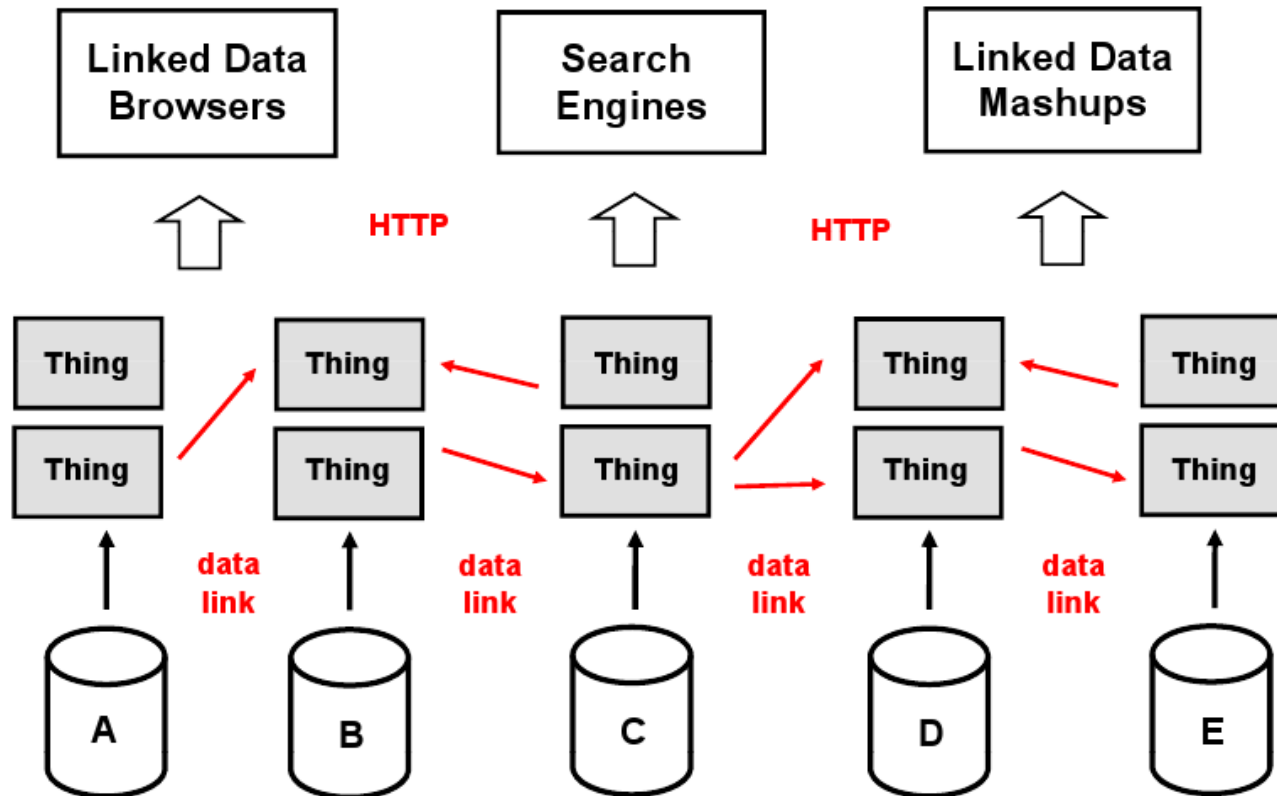 Linked Data
Browsers
Search
Engines
Linked Data
Mashups
HTTP
HTTP
Thing
Thing
Thing
Thing
Thing
Thing
Thing
Thing
Thing
Thing
data
link
data
link
data
link
data
link
A
B
C
D
E